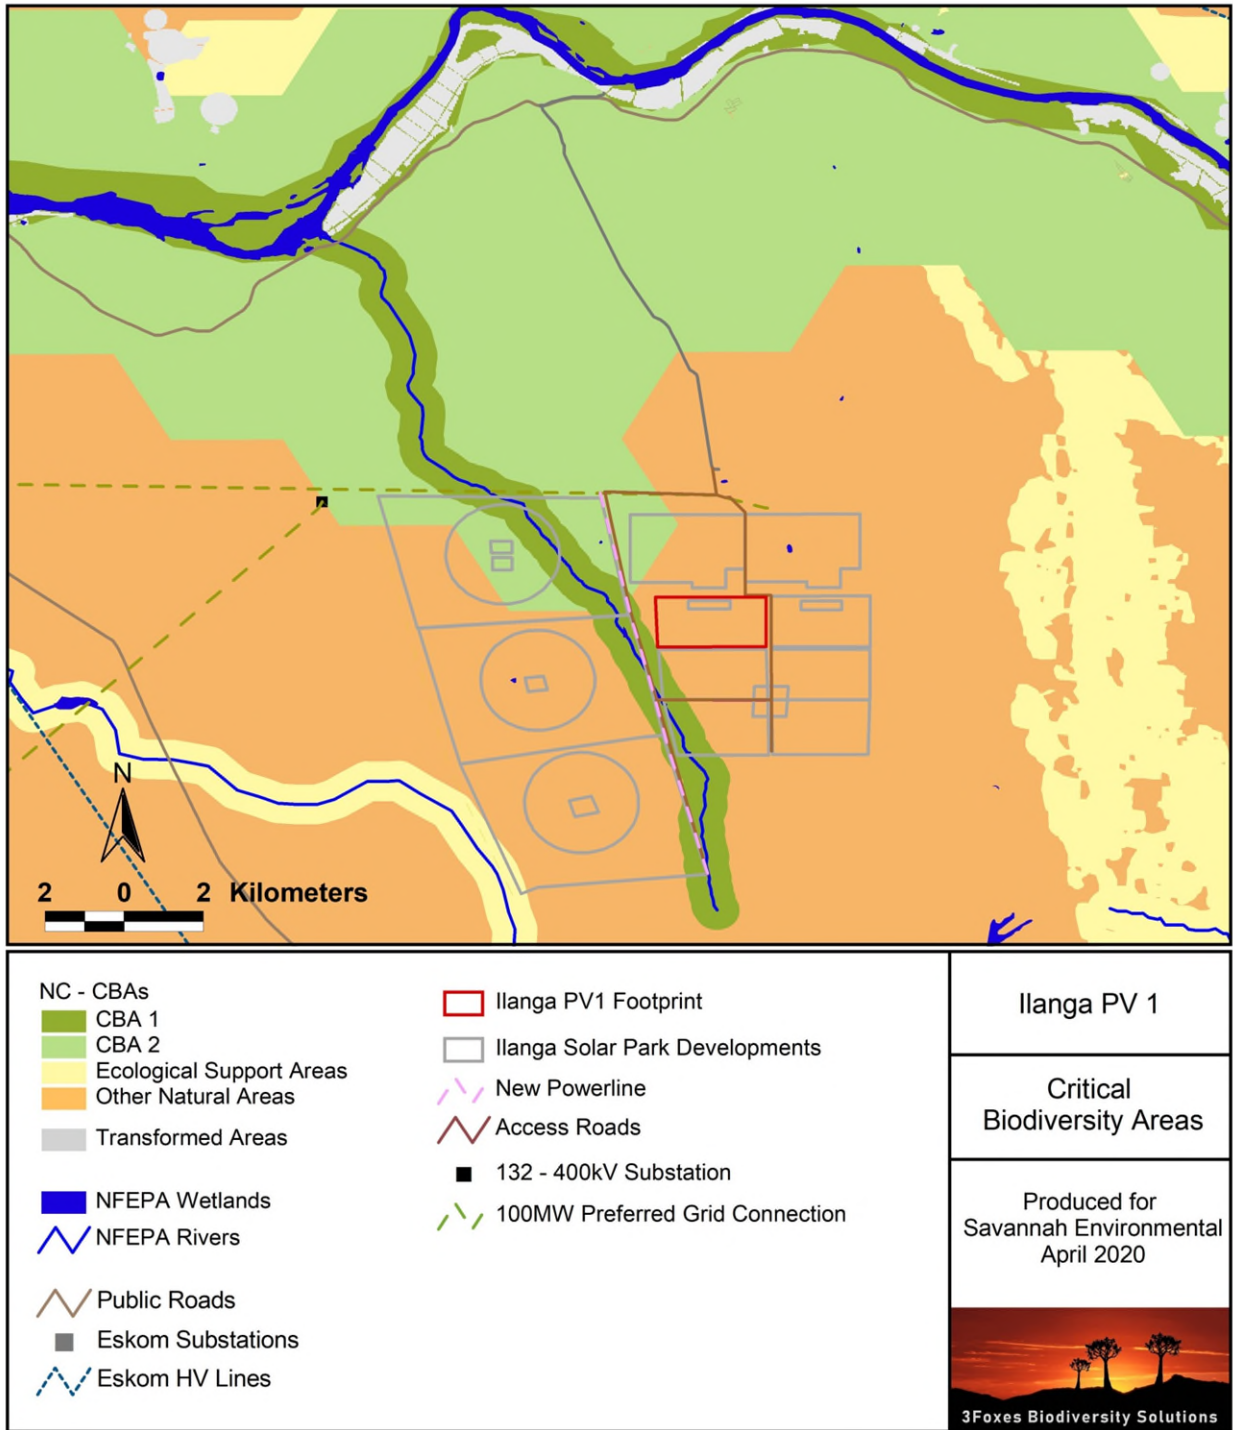 N
2 0 2 Kilometers
NC - CBAs
CBA 1
CBA 2
Ecological Support Areas
Other Natural Areas
Transformed Areas
NFEPA Wetlands
NFEPA Rivers
Public Roads
Eskom Substations
Eskom HV Lines
Ilanga PV1 Footprint
Ilanga Solar Park Developments
New Powerline
Access Roads
132 - 400kV Substation
100MW Preferred Grid Connection
Ilanga PV 1
Critical
Biodiversity Areas
Produced for
Savannah Environmental
April 2020
3Foxes Biodiversity Solutions